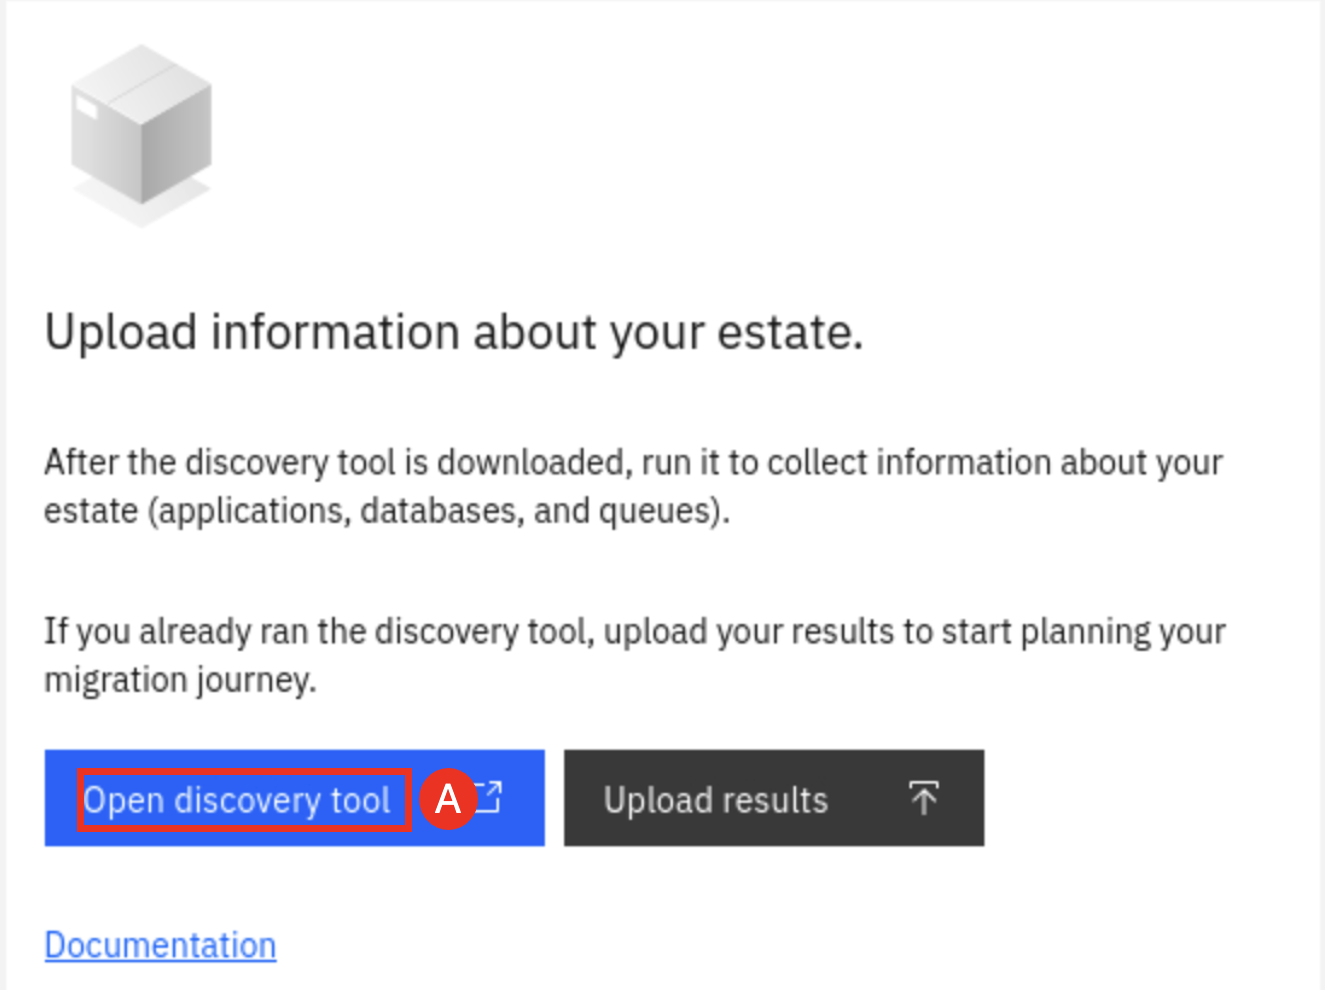 Upload information about your estate.
After the discovery tool is downloaded, run it to collect information about your
estate (applications, databases, and queues).
If you already ran the discovery tool, upload your results to start planning your
migration journey.
Open discovery tool A Upload results
Documentation